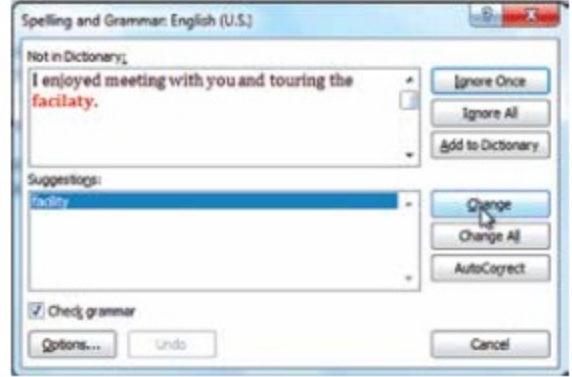 Spelling and Grammar: English (U.S.)
Not in Dictionary:
I enjoyed meeting with you and touring the
facilaty.
Ignore Once
Ignore All
Add to Dictionary
Suggestions:
facility
Change
Change All
AutoCorrect
Check grammar
Options...
Undo
Cancel